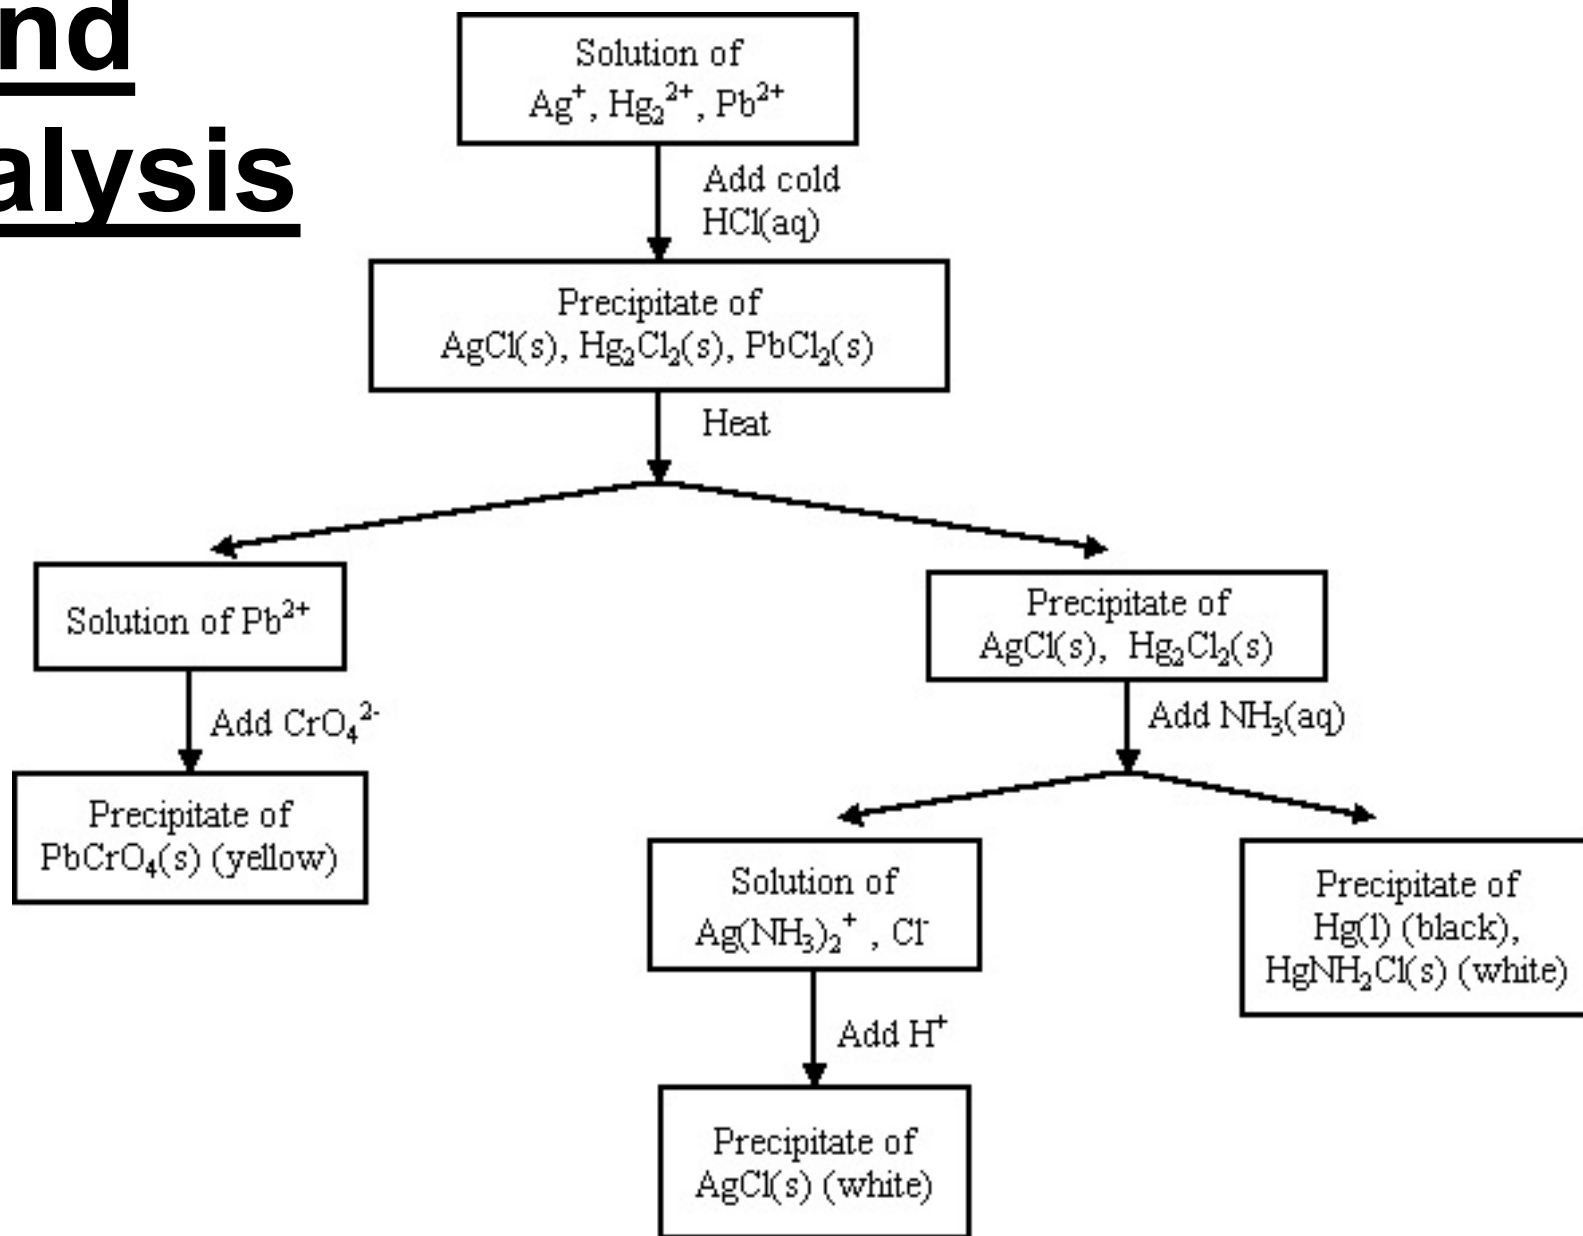 nd
alysis
Solution of
Ag⁺, Hg₂²⁺, Pb²⁺
Add cold
HCl(aq)
Precipitate of
AgCl(s), Hg₂Cl₂(s), PbCl₂(s)
Heat
Solution of Pb²⁺
Add CrO₄²⁻
Precipitate of
PbCrO₄(s) (yellow)
Precipitate of
AgCl(s), Hg₂Cl₂(s)
Add NH₃(aq)
Solution of
Ag(NH₃)₂⁺ , Cl⁻
Add H⁺
Precipitate of
AgCl(s) (white)
Precipitate of
Hg(l) (black),
HgNH₂Cl(s) (white)